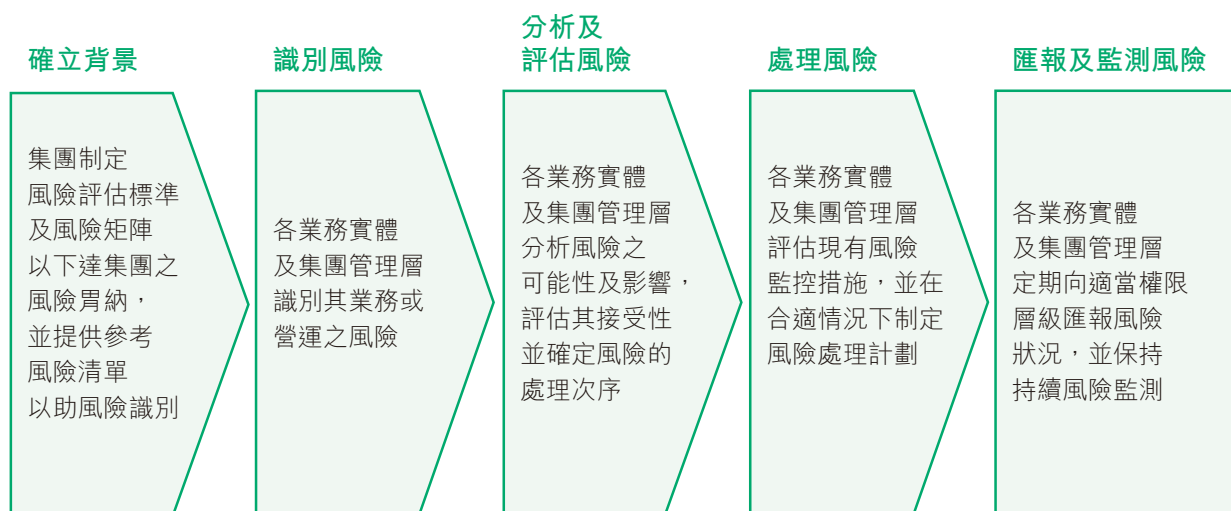 確立背景
集團制定
風險評估標準
及風險矩陣
以下達集團之
風險胃納，
並提供參考
風險清單
以助風險識別
識別風險
各業務實體
及集團管理層
識別其業務或
營運之風險
分析及
評估風險
各業務實體
及集團管理層
分析風險之
可能性及影響，
評估其接受性
並確定風險的
處理次序
處理風險
各業務實體
及集團管理層
評估現有風險
監控措施，並在
合適情況下制定
風險處理計劃
匯報及監測風險
各業務實體
及集團管理層
定期向適當權限
層級匯報風險
狀況，並保持
持續風險監測